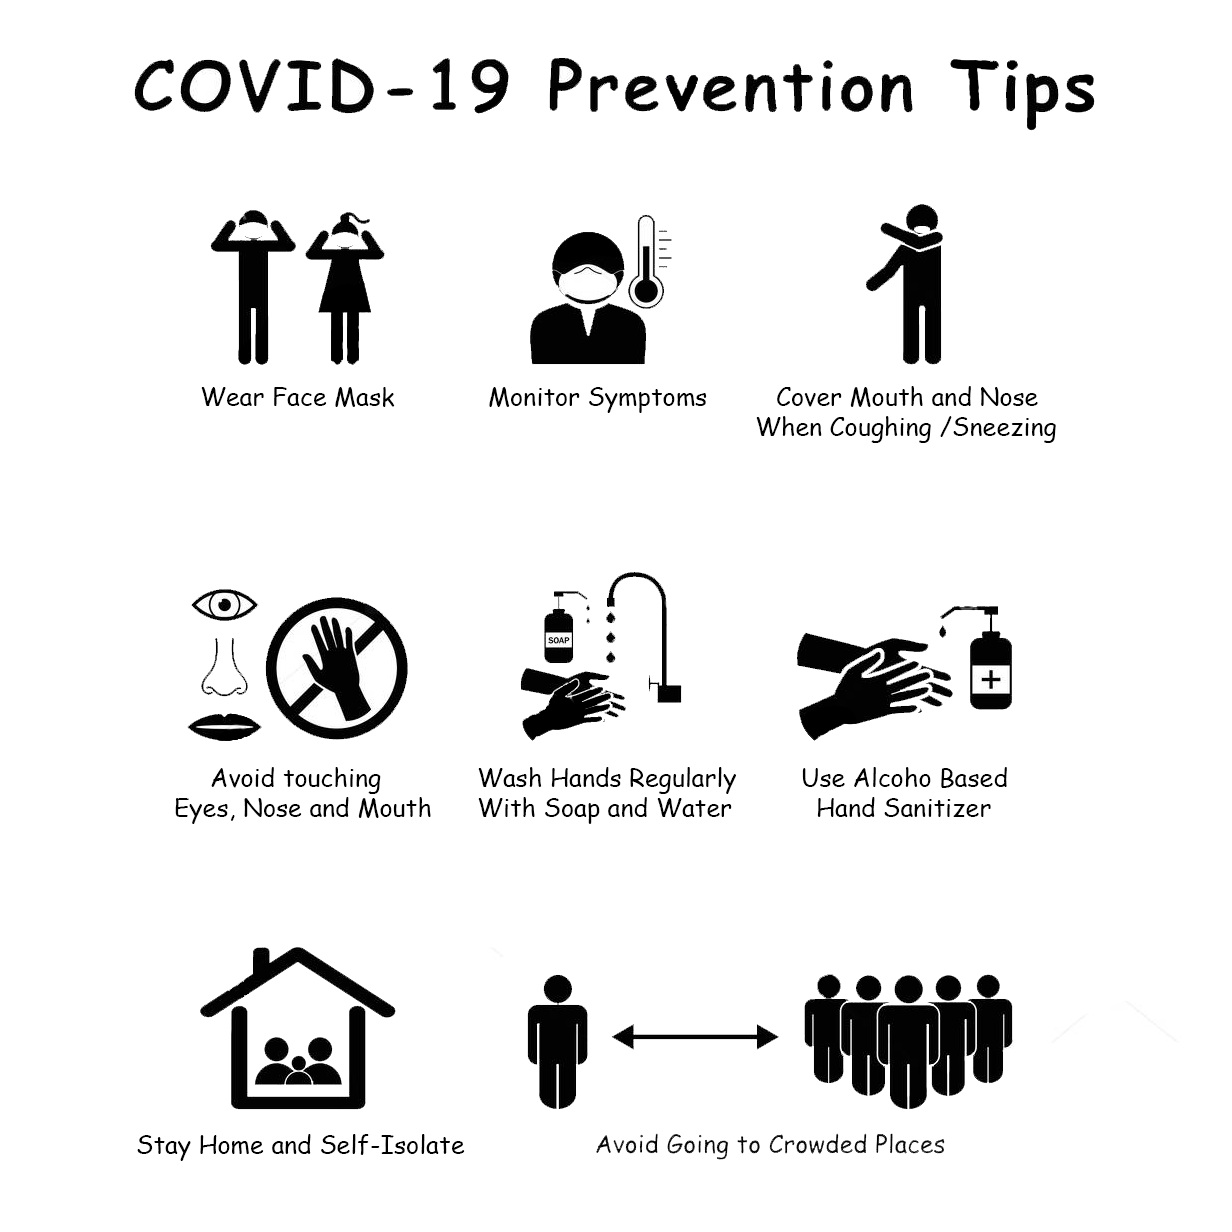 COVID-19 Prevention Tips
Wear Face Mask
Monitor Symptoms
Cover Mouth and Nose
When Coughing /Sneezing
SOAP
Avoid touching
Eyes, Nose and Mouth
Wash Hands Regularly
With Soap and Water
Use Alcoho Based
Hand Sanitizer
Stay Home and Self-Isolate
Avoid Going to Crowded Places